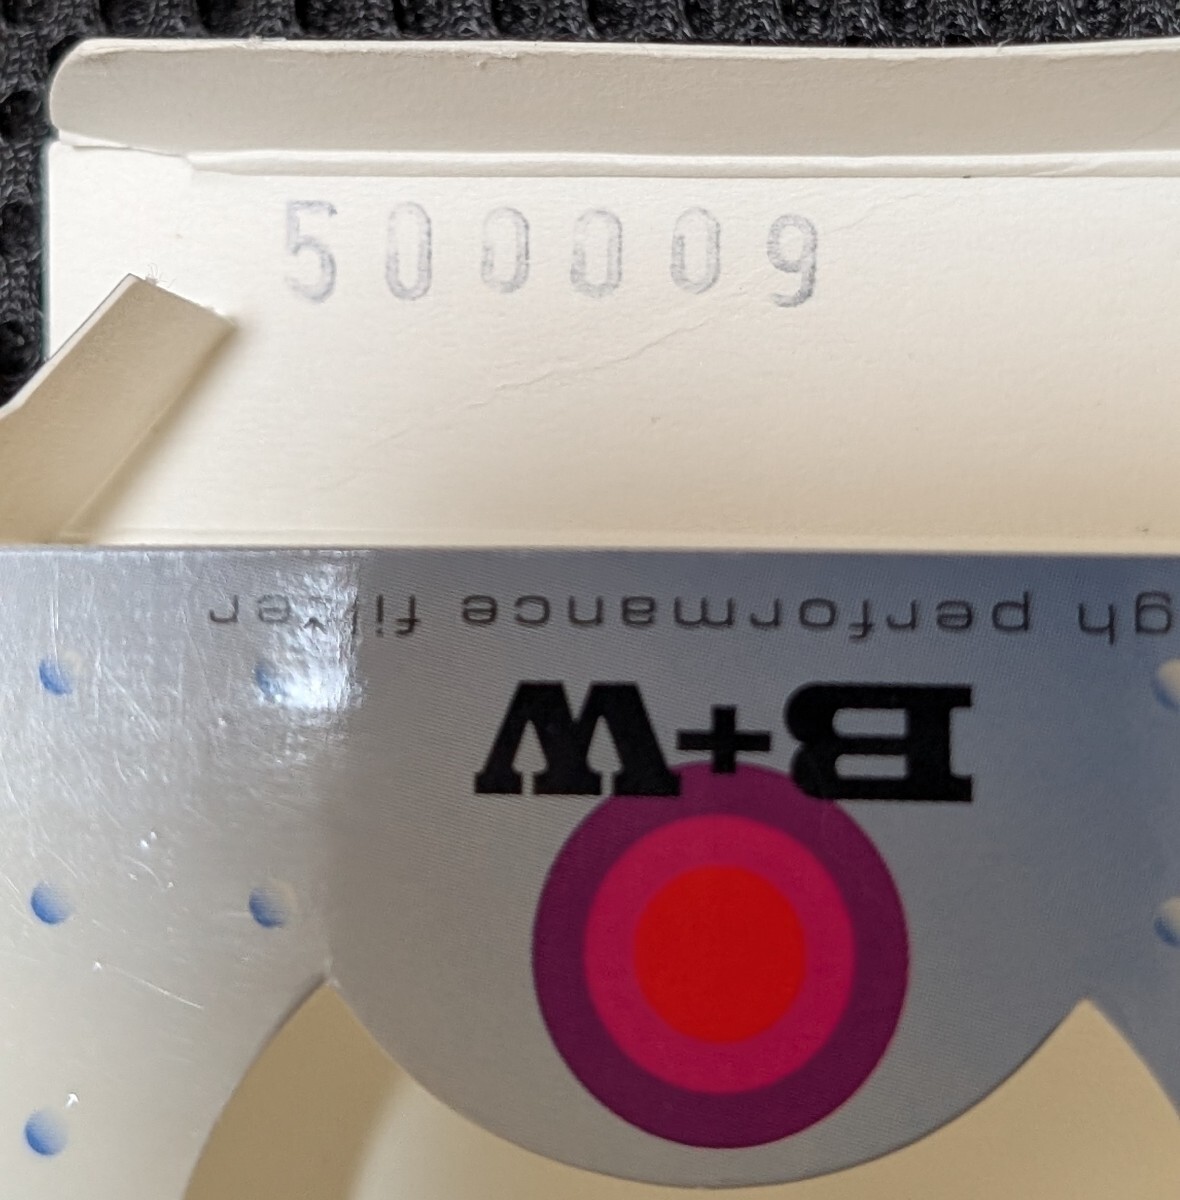 500009
gh performance filter
B+W